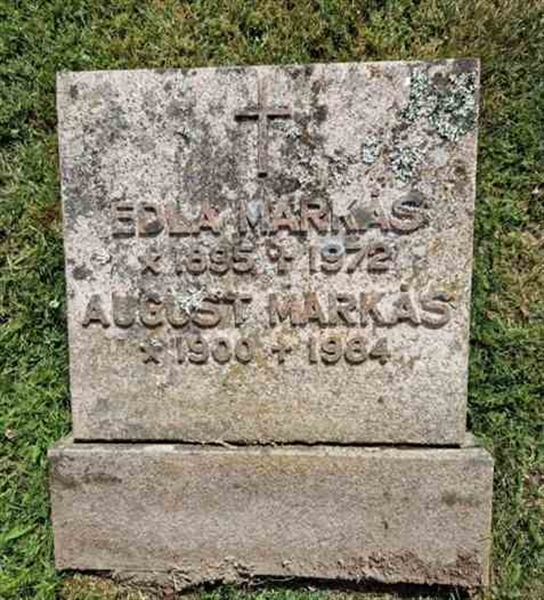 EDLA MARKÅS
* 1895 + 1972
AUGUST MARKÅS
* 1900 + 1984